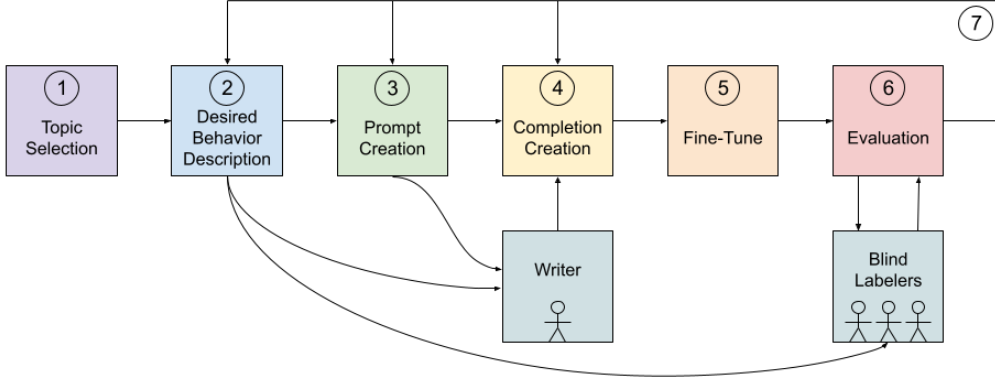 7
1
Topic
Selection
2
Desired
Behavior
Description
3
Prompt
Creation
4
Completion
Creation
5
Fine-Tune
6
Evaluation
Writer
Blind
Labelers